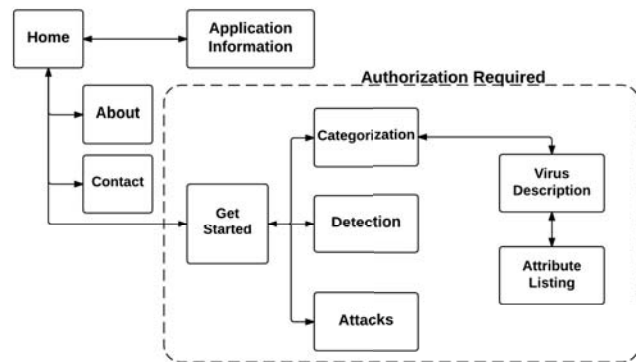 Home
Application
Information
Authorization Required
About
Categorization
Contact
Virus
Description
Get
Started
Detection
Attribute
Listing
Attacks